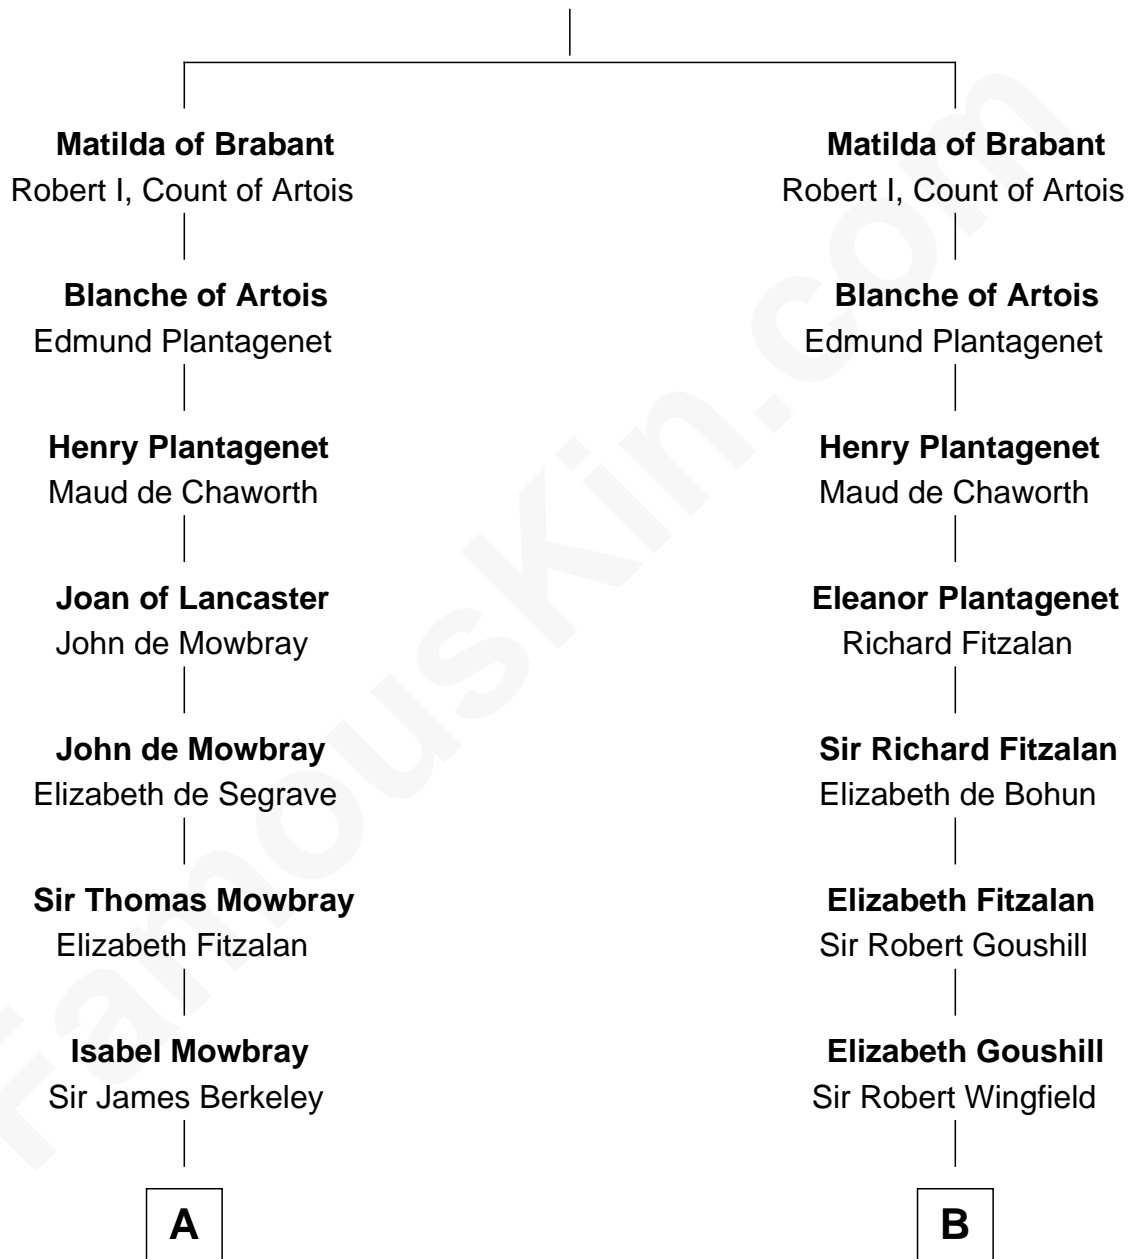 Matilda of Brabant
Robert I, Count of Artois
Blanche of Artois
Edmund Plantagenet
Henry Plantagenet
Maud de Chaworth
Joan of Lancaster
John de Mowbray
John de Mowbray
Elizabeth de Segrave
Sir Thomas Mowbray
Elizabeth Fitzalan
Isabel Mowbray
Sir James Berkeley
A
Matilda of Brabant
Robert I, Count of Artois
Blanche of Artois
Edmund Plantagenet
Henry Plantagenet
Maud de Chaworth
Eleanor Plantagenet
Richard Fitzalan
Sir Richard Fitzalan
Elizabeth de Bohun
Elizabeth Fitzalan
Sir Robert Goushill
Elizabeth Goushill
Sir Robert Wingfield
B
FamousKin.com